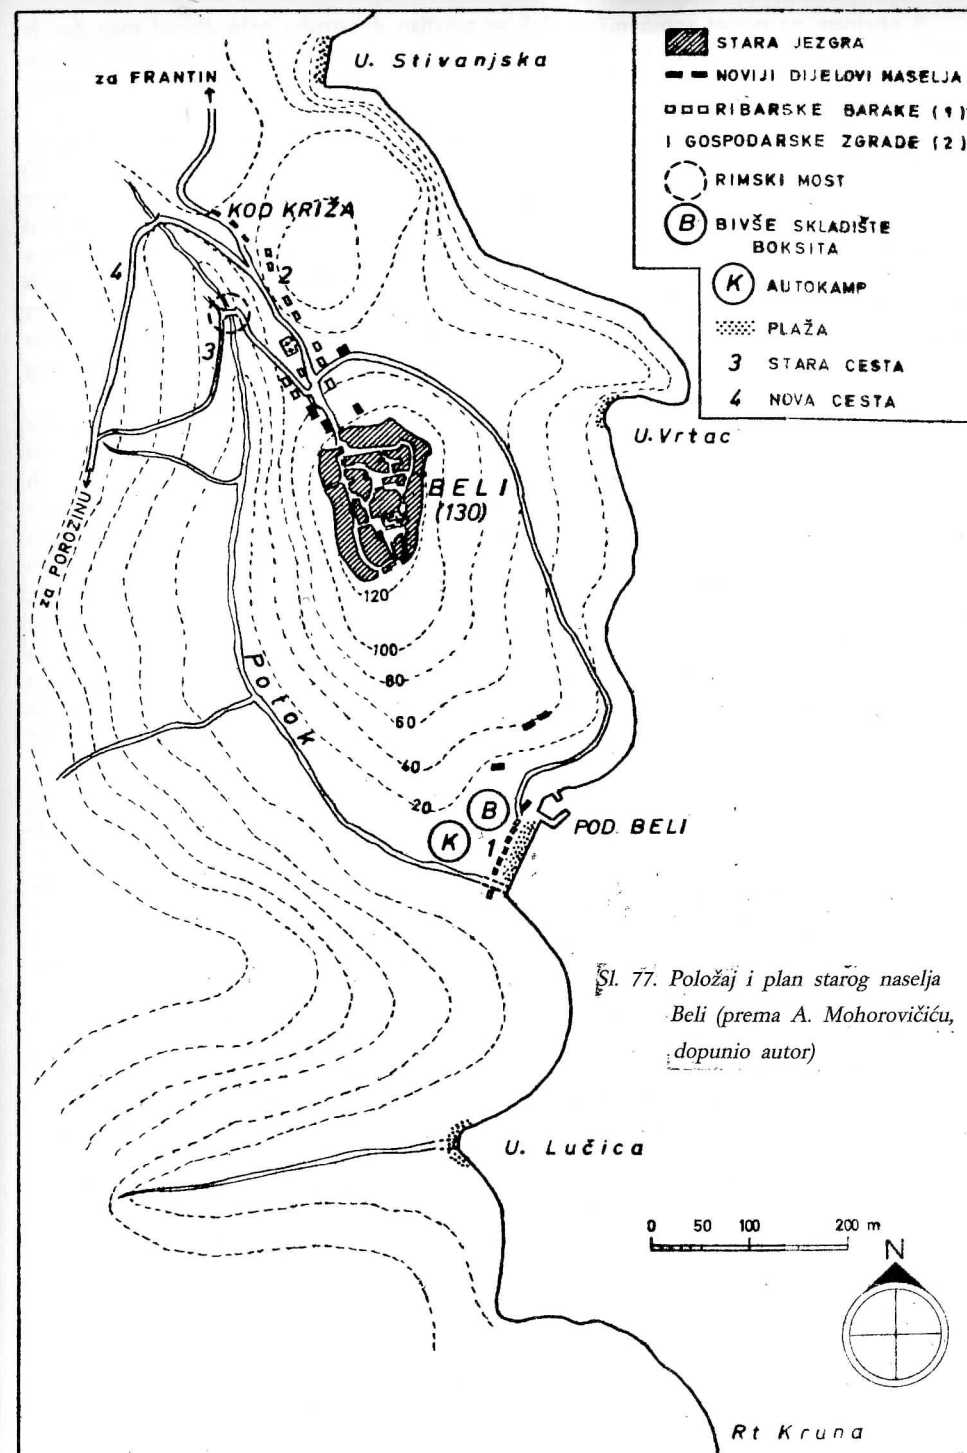 U. Stivanjska
za FRANTIN
KOD KRIŽA
4
2
3
STARA JEZGRA
NOVIJI DIJELOVI NASELJA
RIBARSKE BARAKE (1)
GOSPODARSKE ZGRADE (2)
RIMSKI MOST
B BIVŠE SKLADIŠTE
BOKSITA
K AUTOKAMP
PLAŽA
3 STARA CESTA
4 NOVA CESTA
U. Vrtac
BELI
(130)
za POROZINU
120
100
80
60
40
20
Potok
B
K
1
POD BELI
Sl. 77. Položaj i plan starog naselja
Beli (prema A. Mohorovičiću,
dopunio autor)
U. Lučica
0 50 100 200 m
N
Rt Kruna